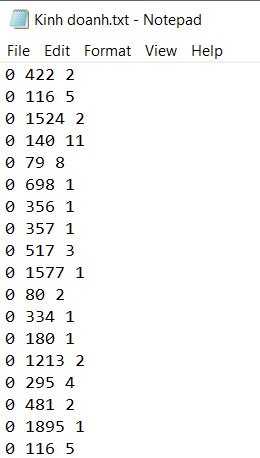 Kinh doanh.txt - Notepad
File Edit Format View Help
0 422 2
0 116 5
0 1524 2
0 140 11
0 79 8
0 698 1
0 356 1
0 357 1
0 517 3
0 1577 1
0 80 2
0 334 1
0 180 1
0 1213 2
0 295 4
0 481 2
0 1895 1
0 116 5